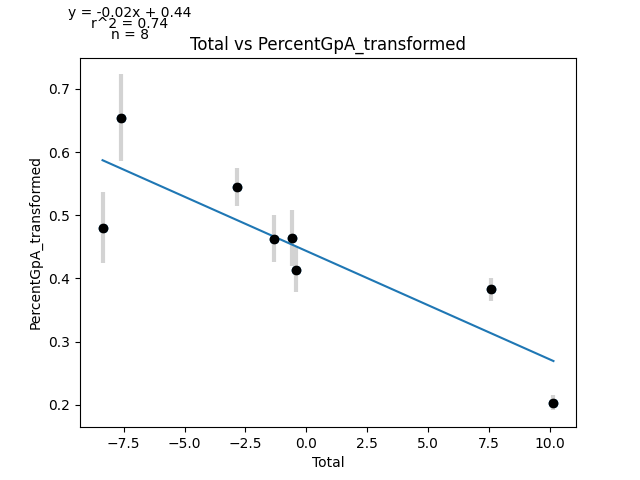 y = -0.02x + 0.44
r^2 = 0.74
n = 8
Total vs PercentGpA_transformed
PercentGpA_transformed
0.7
0.6
0.5
0.4
0.3
0.2
−7.5 −5.0 −2.5 0.0 2.5 5.0 7.5 10.0
Total